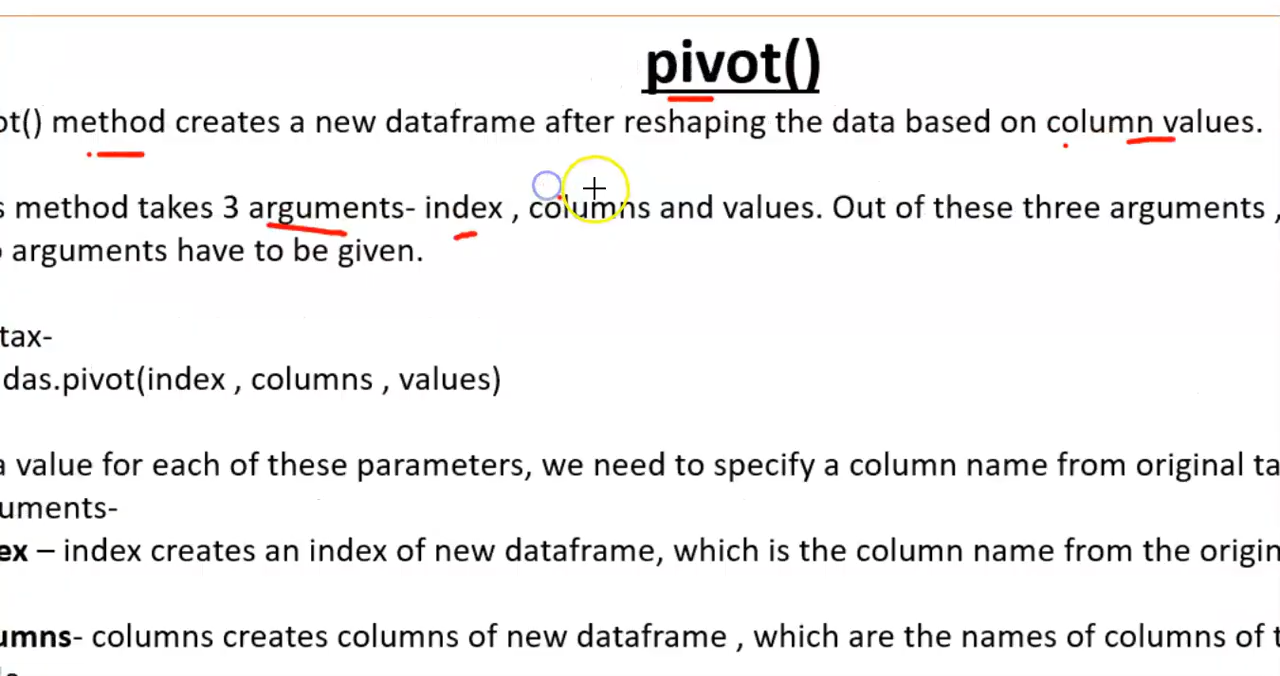 pivot()
ot() method creates a new dataframe after reshaping the data based on column values.
s method takes 3 arguments- index , columns and values. Out of these three arguments ,
arguments have to be given.
tax-
das.pivot(index , columns , values)
a value for each of these parameters, we need to specify a column name from original ta
uments-
ex – index creates an index of new dataframe, which is the column name from the origin
umns- columns creates columns of new dataframe , which are the names of columns of t